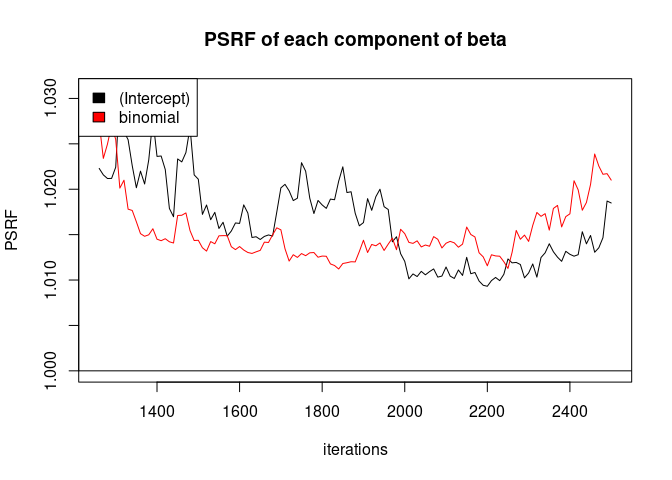 PSRF of each component of beta
(Intercept)
binomial
PSRF
1.030
1.020
1.010
1.000
1400 1600 1800 2000 2200 2400
iterations